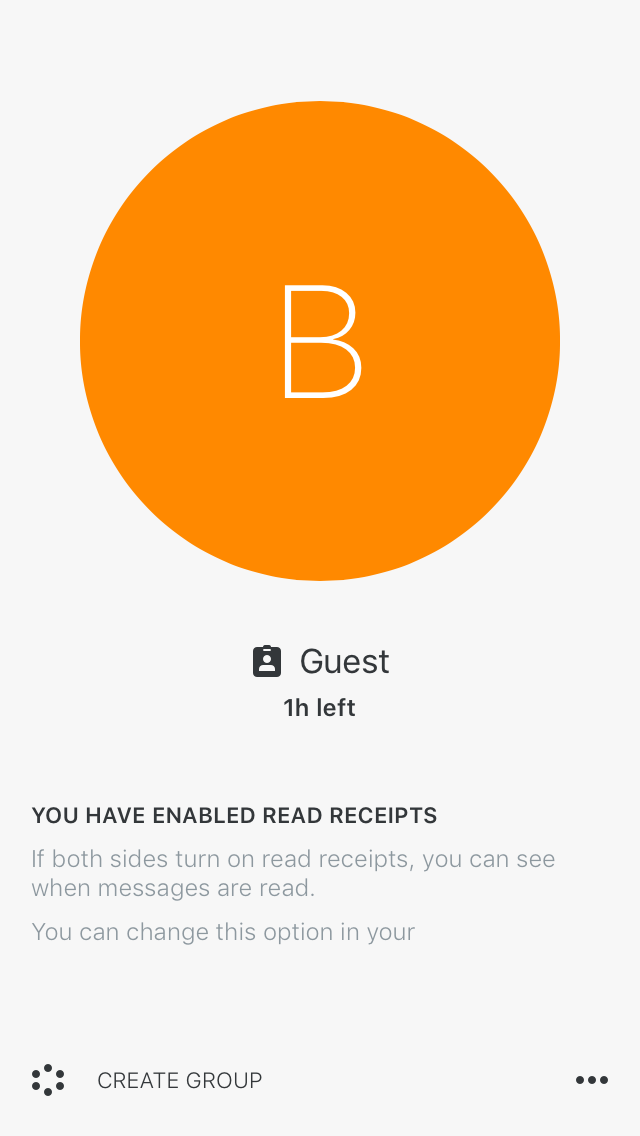 B
Guest
1h left
YOU HAVE ENABLED READ RECEIPTS
If both sides turn on read receipts, you can see
when messages are read.
You can change this option in your
CREATE GROUP